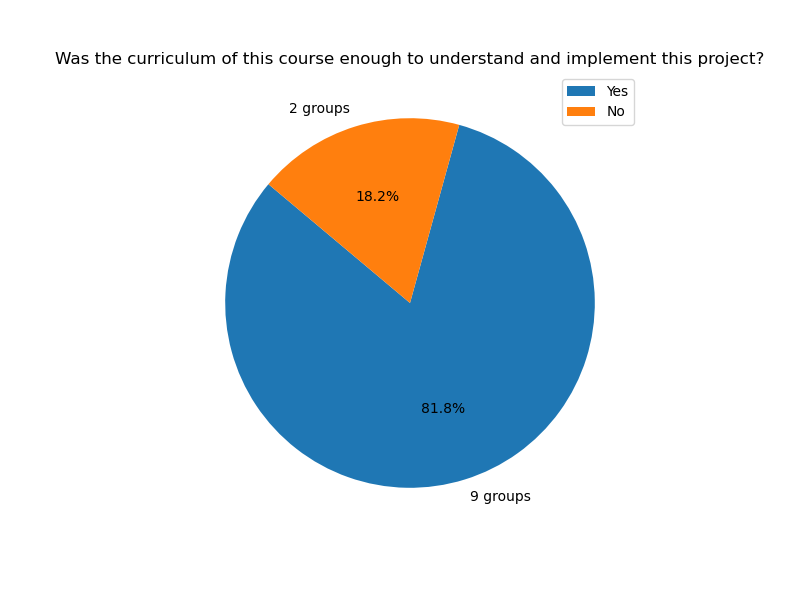 Was the curriculum of this course enough to understand and implement this project?
Yes
No
2 groups
18.2%
81.8%
9 groups